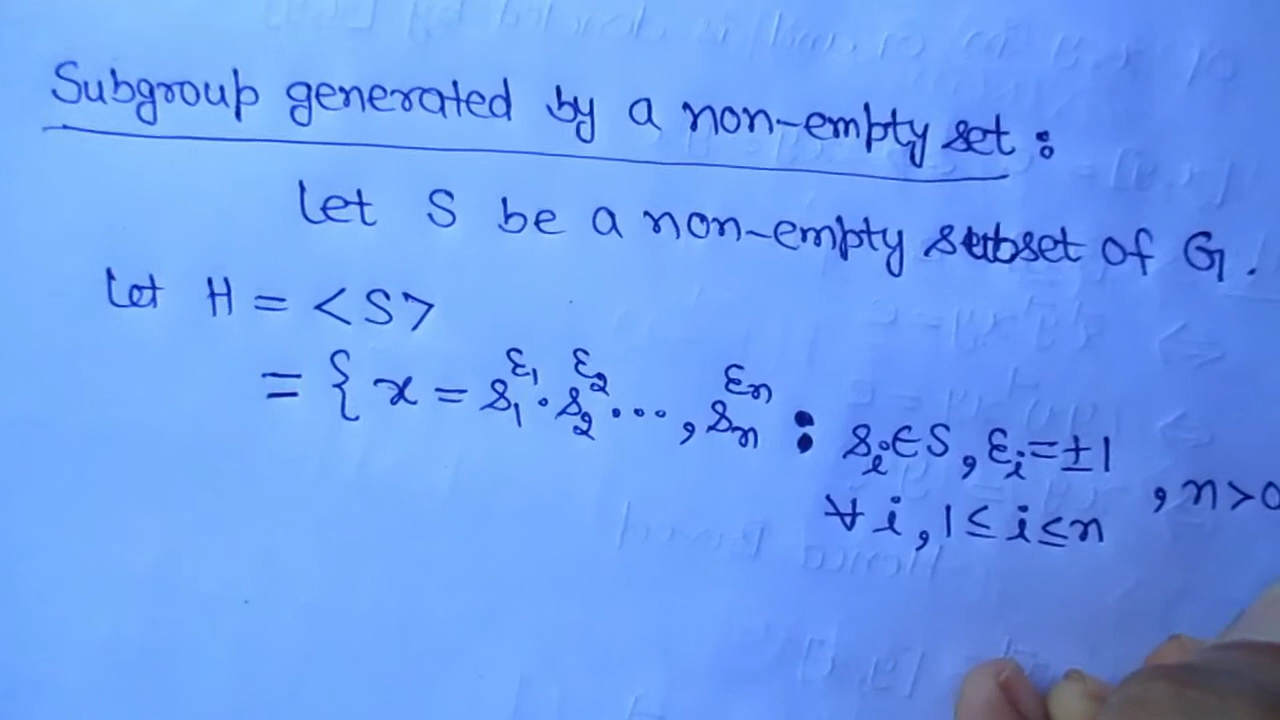 Subgroup generated by a non-empty set :
Let S be a non-empty subset of G.
Let H = <S>
= { x = s₁^ε₁ · s₂^ε₂ ..., sₙ^εₙ : sᵢ∈S, εᵢ=±1
∀ i, 1≤i≤n , n>0